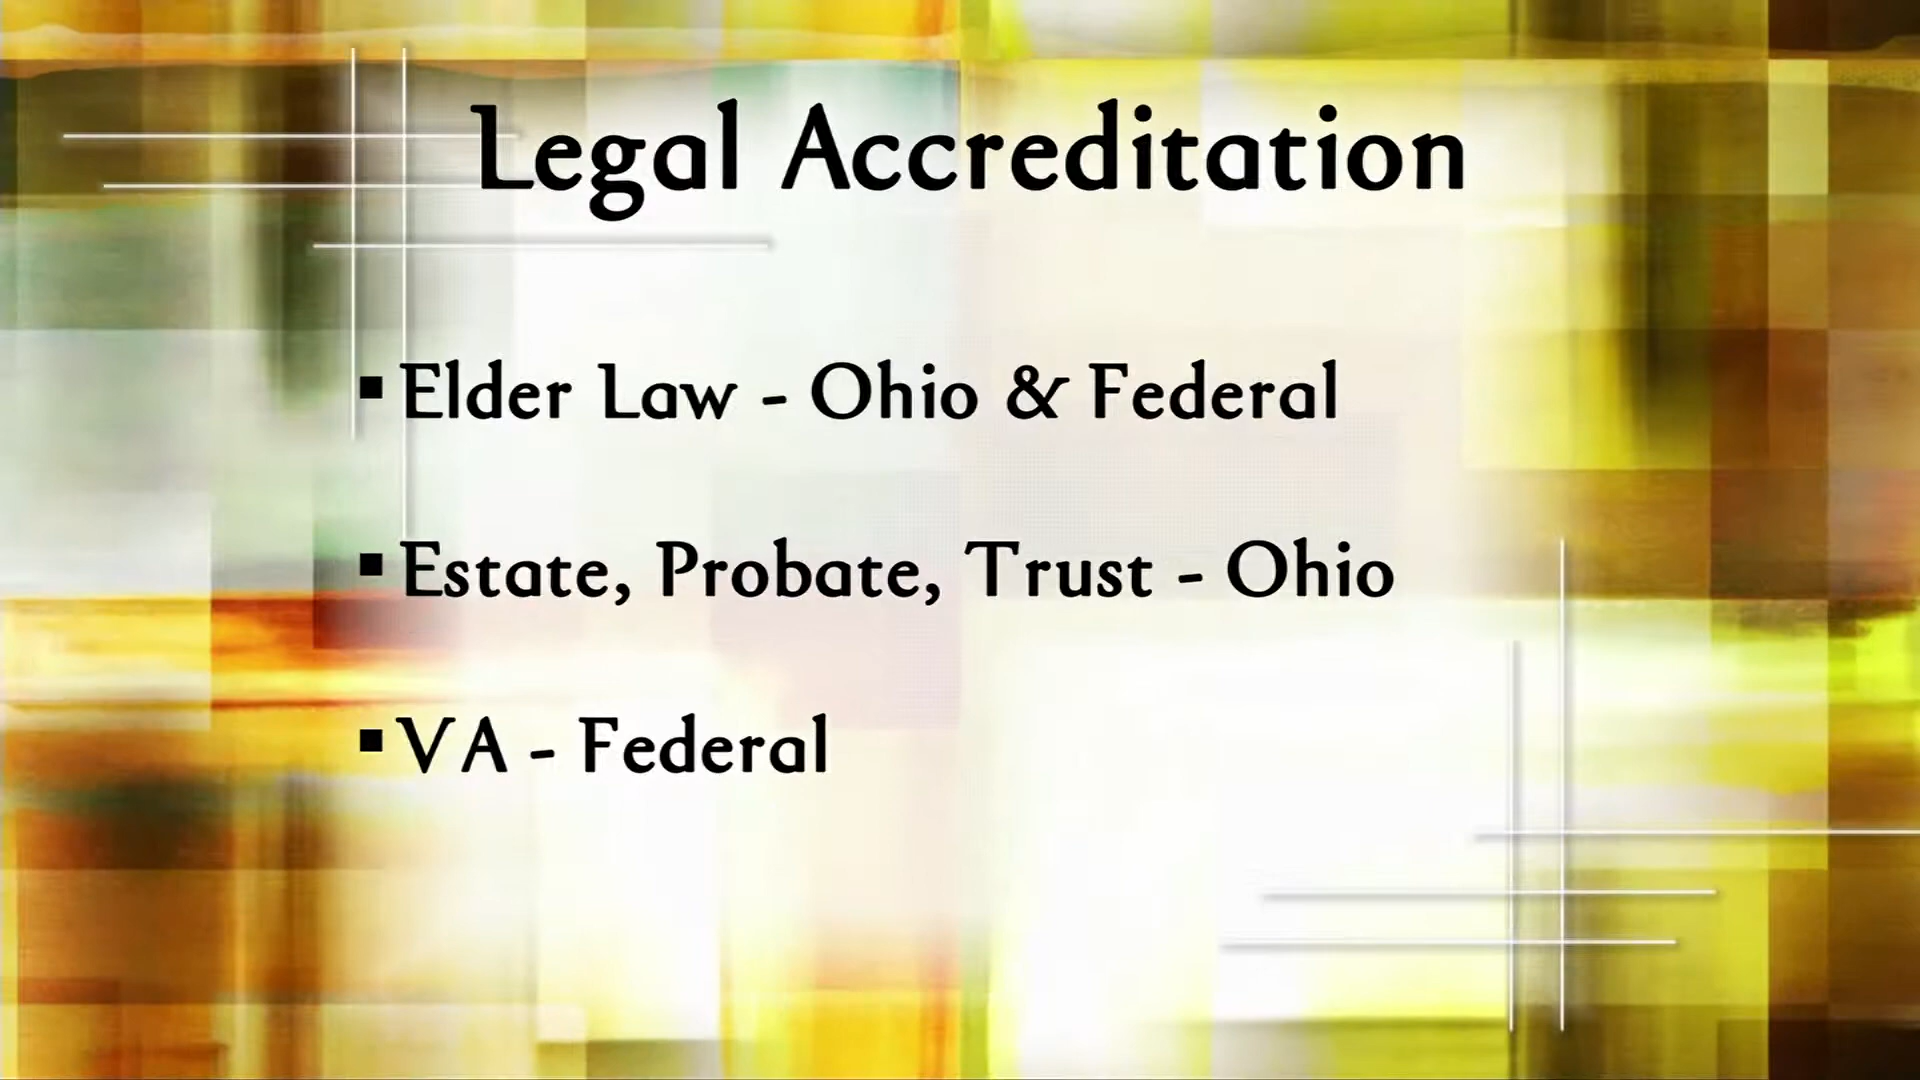 Legal Accreditation
▪ Elder Law - Ohio & Federal
▪ Estate, Probate, Trust - Ohio
▪ VA - Federal